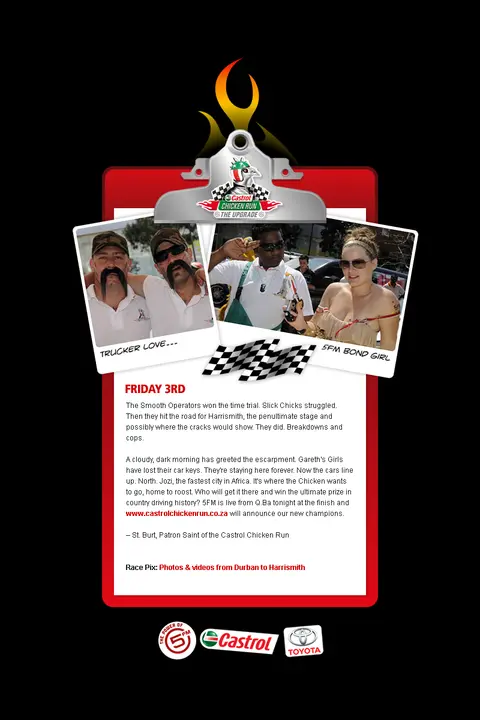 Castrol
CHICKEN RUN
THE UPGRADE
TRUCKER LOVE---
5FM BOND GIRL
FRIDAY 3RD
The Smooth Operators won the time trial. Slick Chicks struggled.
Then they hit the road for Harrismith, the penultimate stage and
possibly where the cracks would show. They did. Breakdowns and
cops.
A cloudy, dark morning has greeted the escarpment. Gareth's Girls
have lost their car keys. They're staying here forever. Now the cars line
up. North. Jozi, the fastest city in Africa. It's where the Chicken wants
to go, home to roost. Who will get it there and win the ultimate prize in
country driving history? 5FM is live from Q.Ba tonight at the finish and
www.castrolchickenrun.co.za will announce our new champions.
– St. Burt, Patron Saint of the Castrol Chicken Run
Race Pix: Photos & videos from Durban to Harrismith
THE POWER OF
5FM
Castrol
TOYOTA